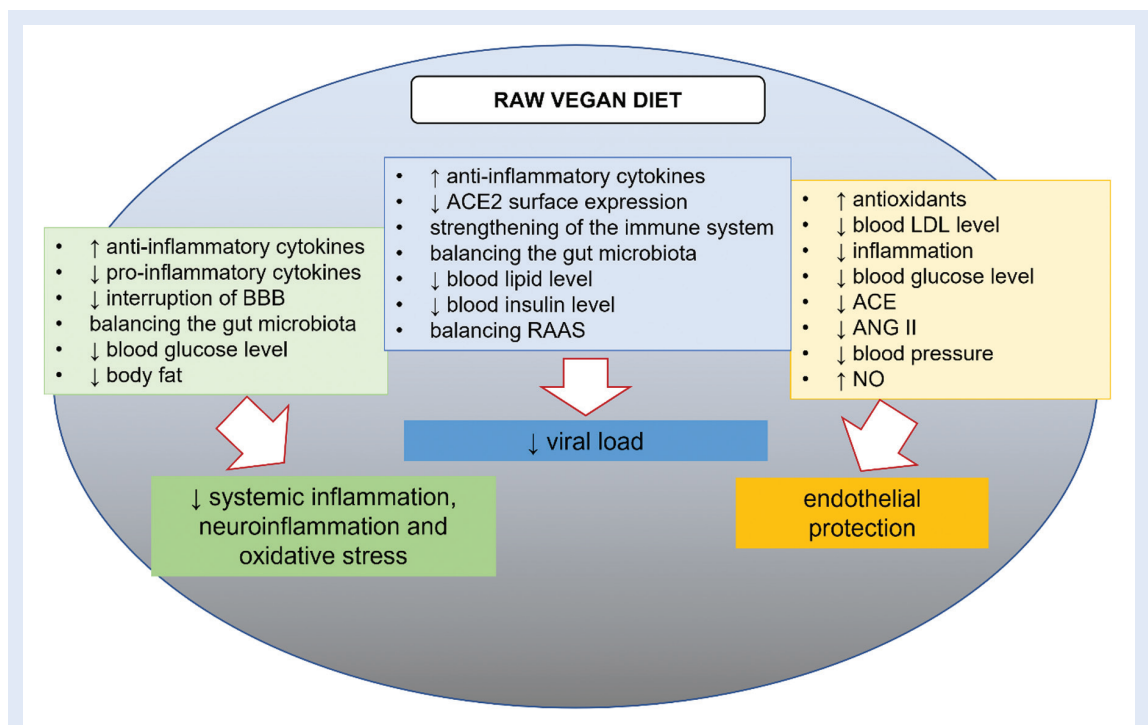 RAW VEGAN DIET
• ↑ anti-inflammatory cytokines
• ↓ pro-inflammatory cytokines
• ↓ interruption of BBB
• balancing the gut microbiota
• ↓ blood glucose level
• ↓ body fat
• ↑ anti-inflammatory cytokines
• ↓ ACE2 surface expression
• strengthening of the immune system
• balancing the gut microbiota
• ↓ blood lipid level
• ↓ blood insulin level
• balancing RAAS
• ↑ antioxidants
• ↓ blood LDL level
• ↓ inflammation
• ↓ blood glucose level
• ↓ ACE
• ↓ ANG II
• ↓ blood pressure
• ↑ NO
↓ systemic inflammation,
neuroinflammation and
oxidative stress
↓ viral load
endothelial
protection